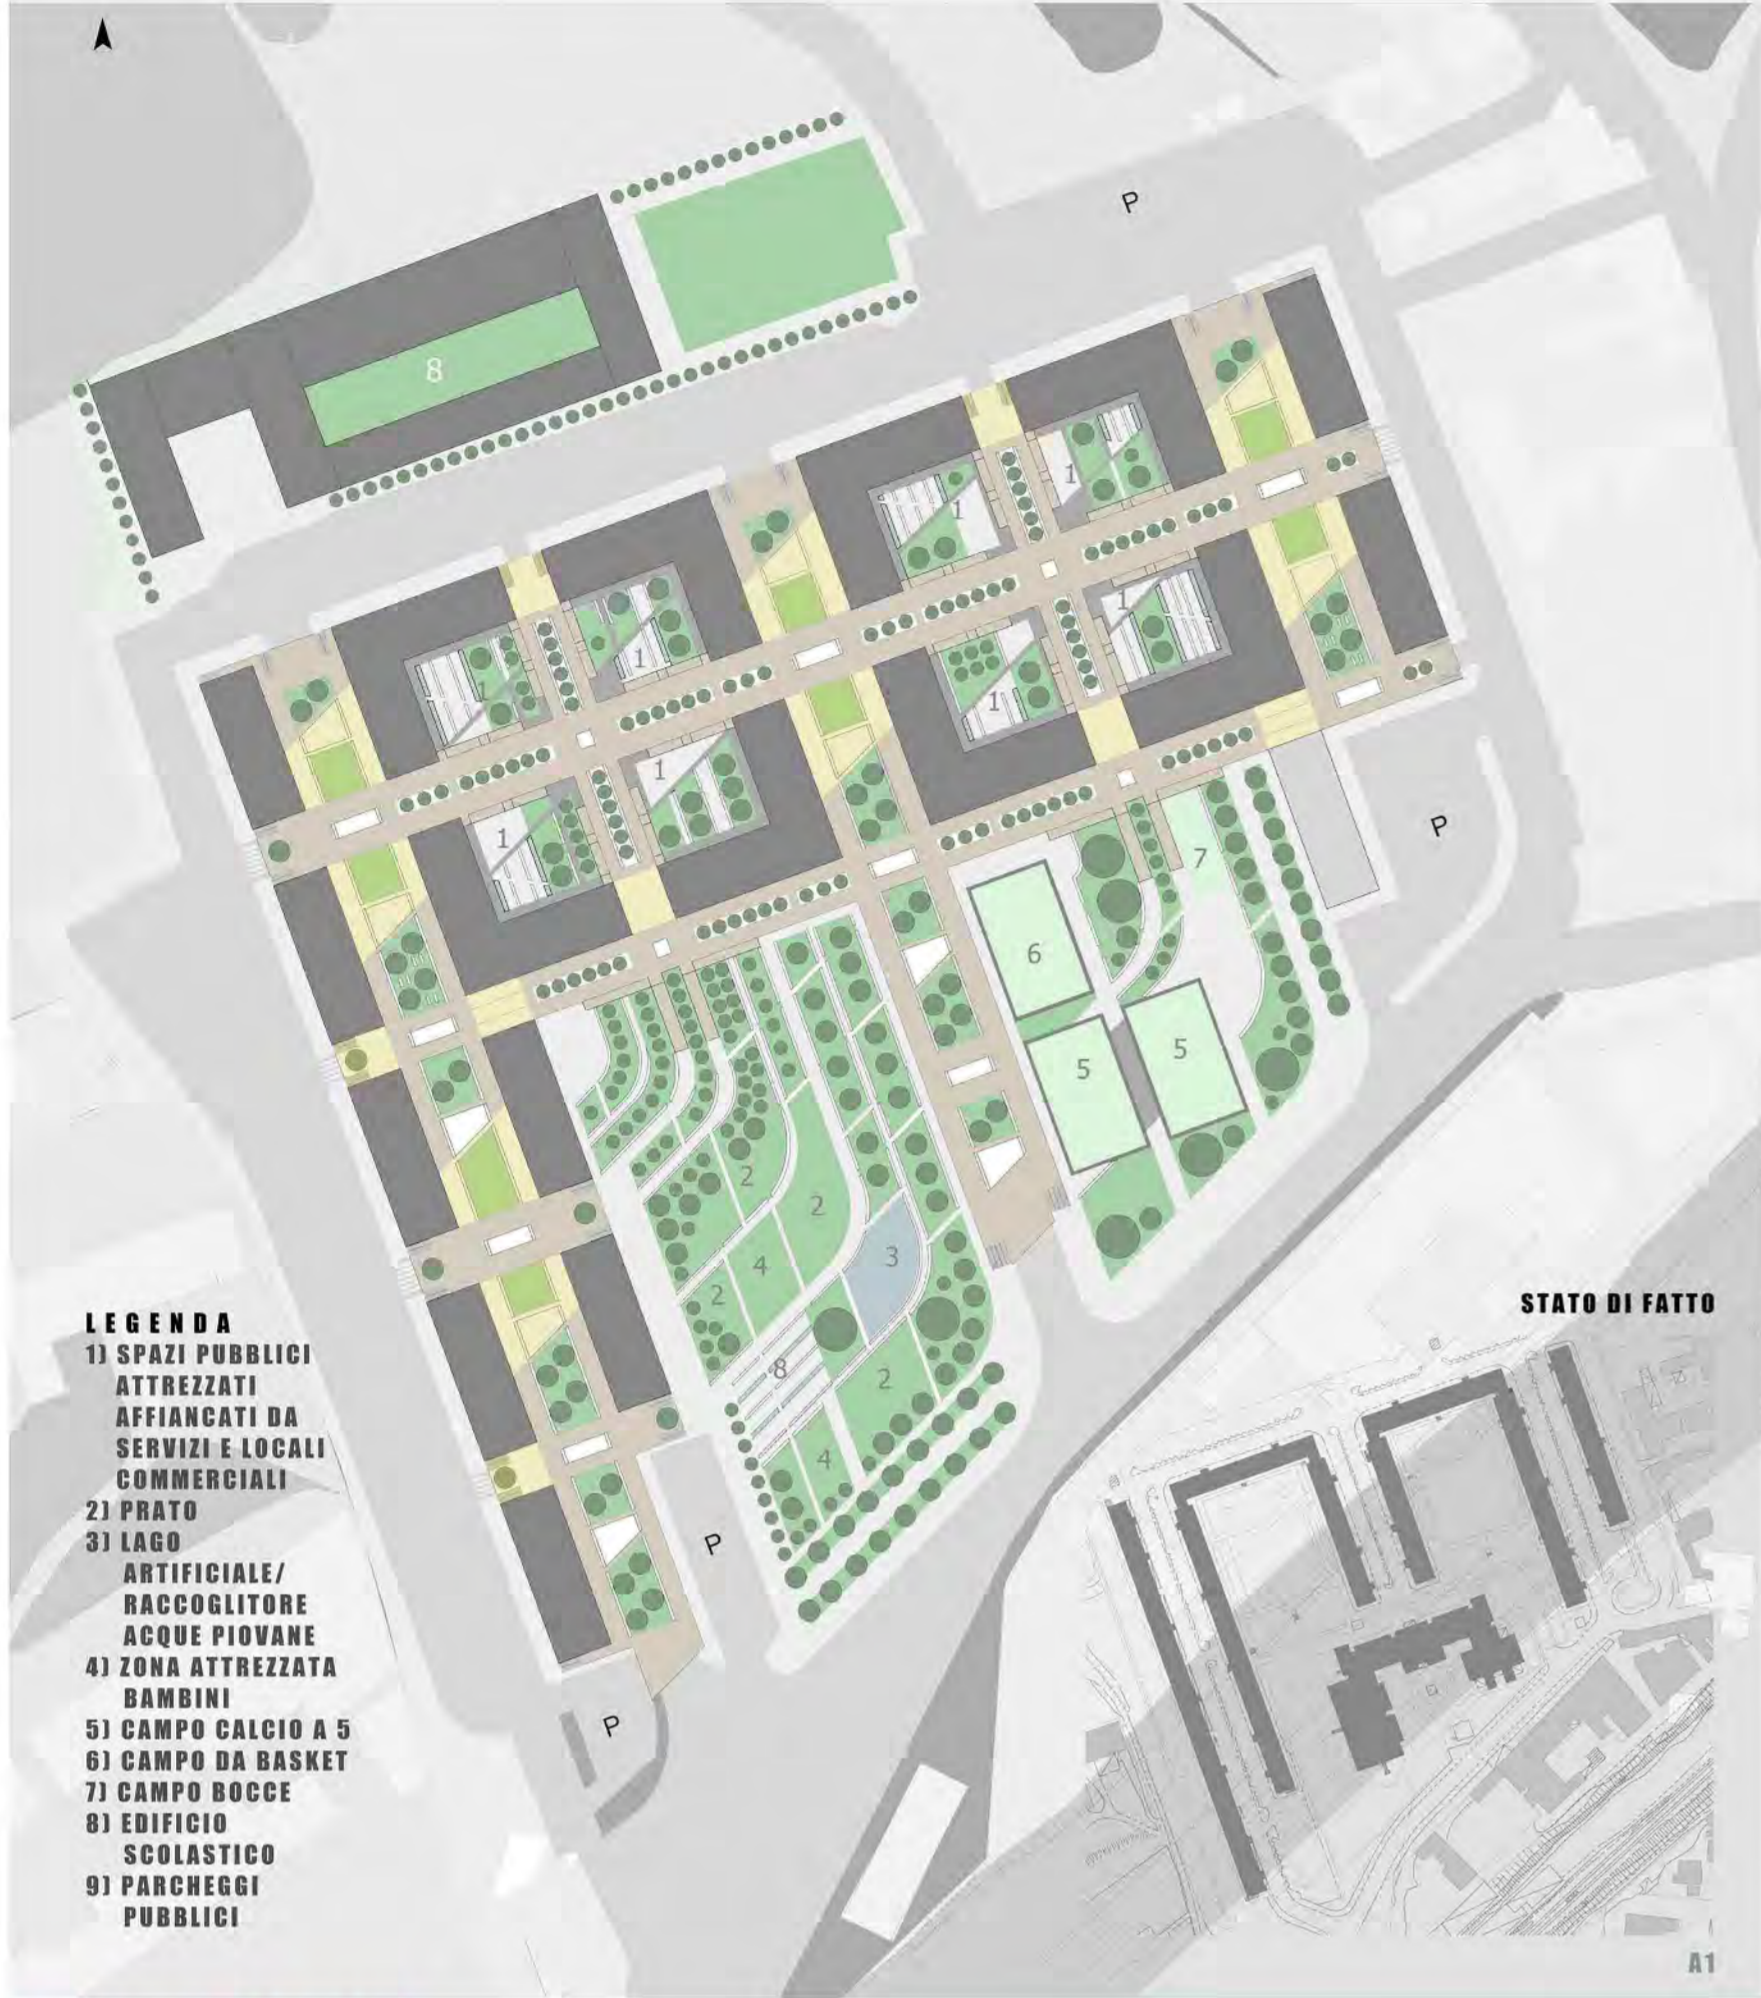 P
8
1
1
1
1
1
1
1
1
P
7
6
5
5
2
2
3
4
2
8
2
4
P
P
LEGENDA
1) SPAZI PUBBLICI
ATTREZZATI
AFFIANCATI DA
SERVIZI E LOCALI
COMMERCIALI
2) PRATO
3) LAGO
ARTIFICIALE/
RACCOGLITORE
ACQUE PIOVANE
4) ZONA ATTREZZATA
BAMBINI
5) CAMPO CALCIO A 5
6) CAMPO DA BASKET
7) CAMPO BOCCE
8) EDIFICIO
SCOLASTICO
9) PARCHEGGI
PUBBLICI
STATO DI FATTO
A1